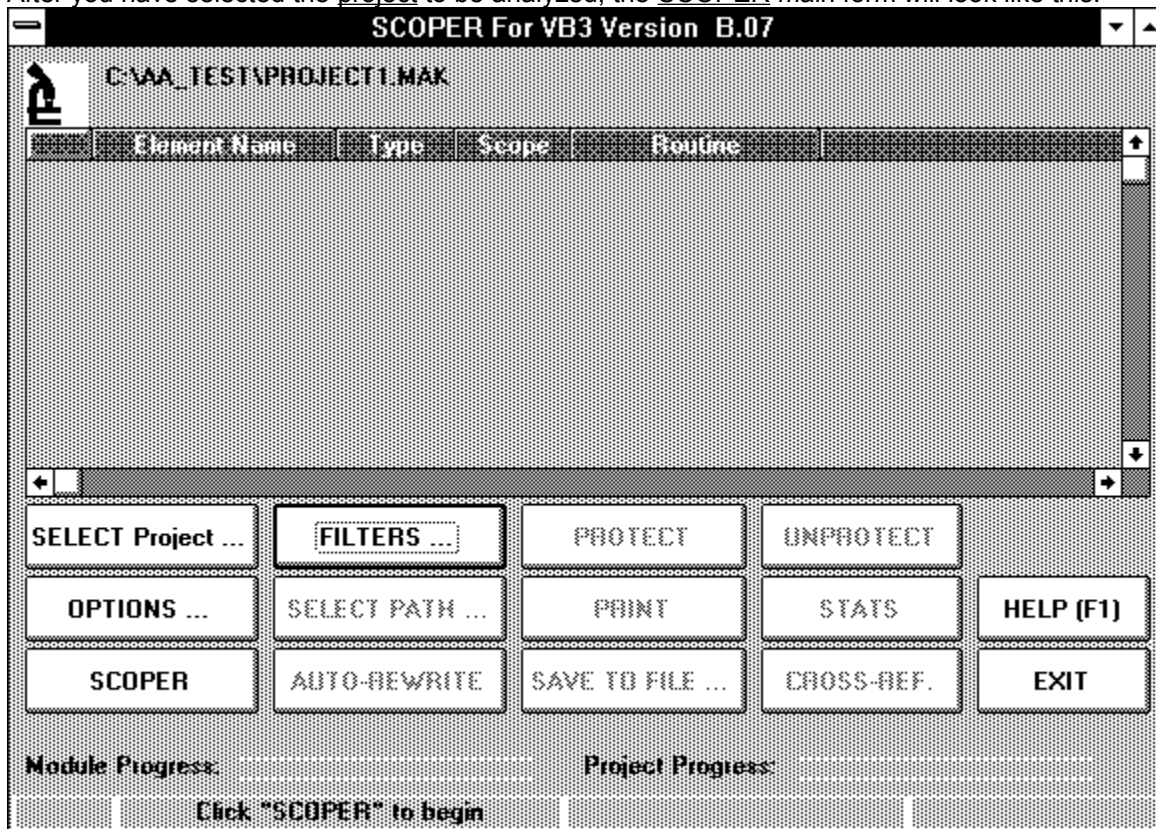 After you have selected the project to be analyzed, the SCOPER main form will look like this:
SCOPER For VB3 Version B.07
C:\AA_TEST\PROJECT1.MAK
Element Name Type Scope Routine
SELECT Project ... FILTERS ... PROTECT UNPROTECT
OPTIONS ... SELECT PATH ... PRINT STATS HELP (F1)
SCOPER AUTO-REWRITE SAVE TO FILE ... CROSS-REF. EXIT
Module Progress: Project Progress:
Click "SCOPER" to begin